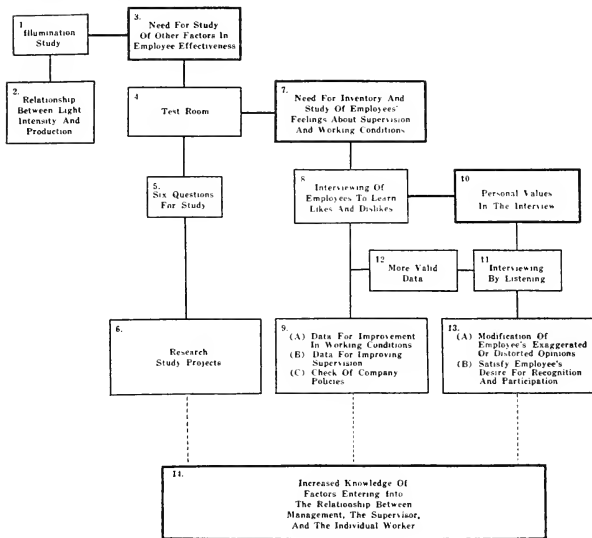 1
Illumination
Study
3.
Need For Study
Of Other Factors In
Employee Effectiveness
2.
Relationship
Between Light
Intensity And
Production
4
Test Room
7.
Need For Inventory And
Study Of Employees'
Feelings About Supervision
And Working Conditions
5.
Six Questions
For Study
8
Interviewing Of
Employees To Learn
Likes And Dislikes
10
Personal Values
In The Interview
12
More Valid
Data
11
Interviewing
By Listening
6.
Research
Study Projects
9.
(A) Data For Improvement
In Working Conditions
(B) Data For Improving
Supervision
(C) Check Of Company
Policies
13.
(A) Modification Of
Employee's Exaggerated
Or Distorted Opinions
(B) Satisfy Employee's
Desire For Recognition
And Participation
14.
Increased Knowledge Of
Factors Entering Into
The Relationship Between
Management, The Supervisor,
And The Individual Worker